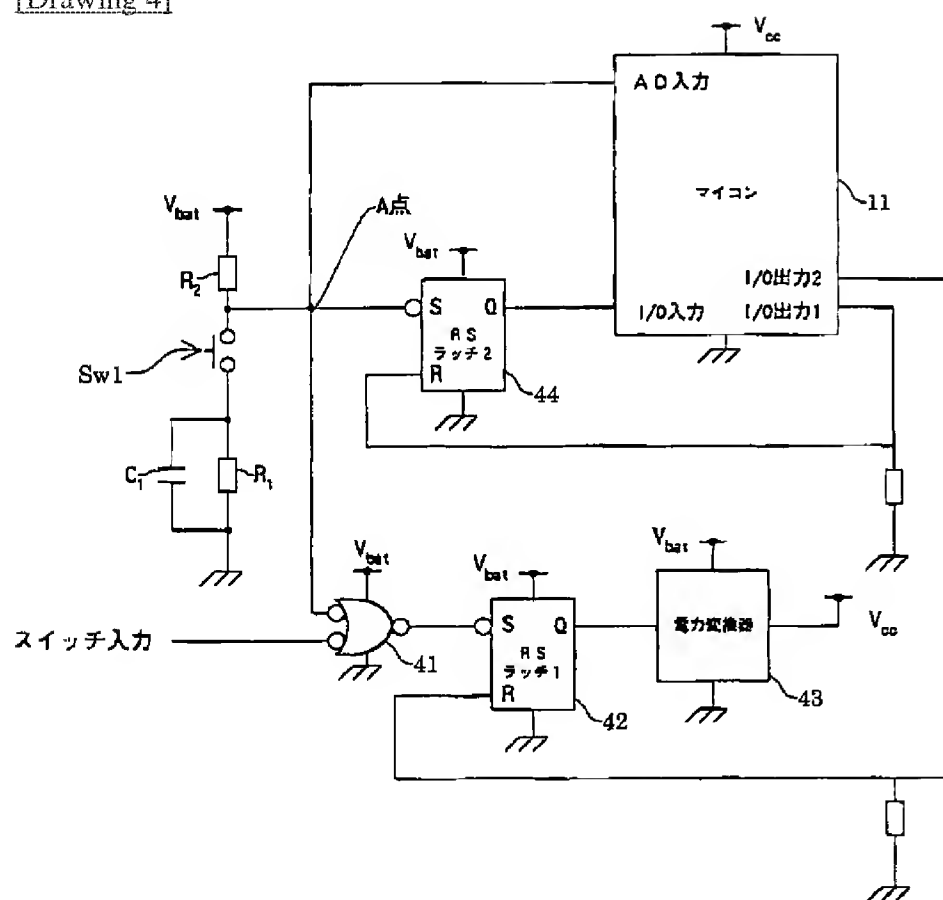 [Drawing 4]
Vcc
AD入力
マイコン
11
Vbat
A点
Vbat
R2
S Q
I/O出力2
I/O入力 I/O出力1
RS
ラッチ2
R
Sw1
44
C1
R1
Vbat
Vbat
Vbat
スイッチ入力
41
S Q
RS
ラッチ1
R
42
電力変換器
Vcc
43